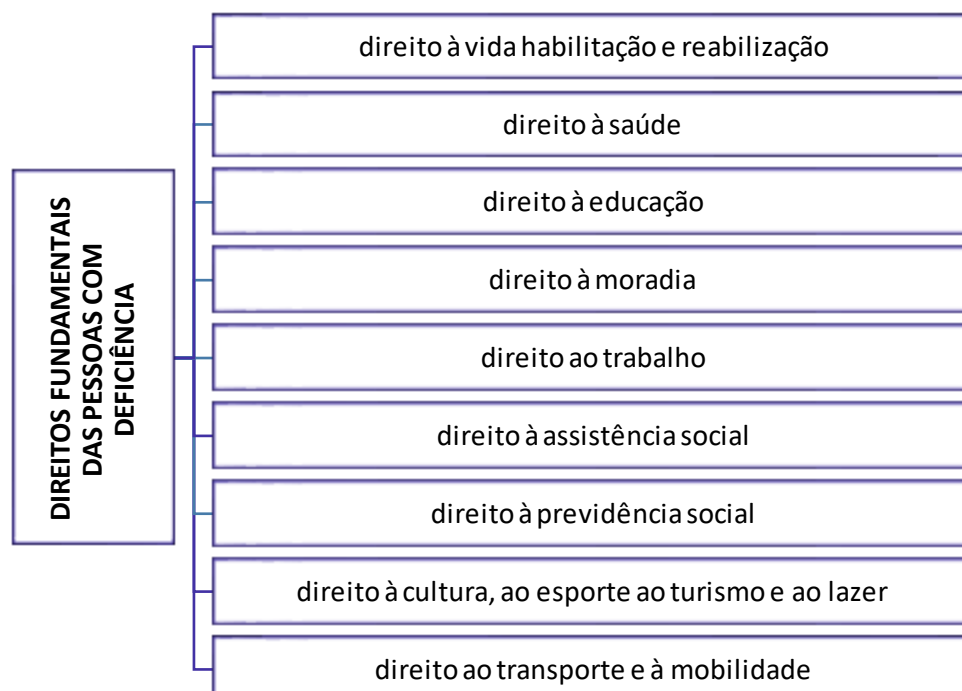 DIREITOS FUNDAMENTAIS
DAS PESSOAS COM
DEFICIÊNCIA
direito à vida habilitação e reabilização
direito à saúde
direito à educação
direito à moradia
direito ao trabalho
direito à assistência social
direito à previdência social
direito à cultura, ao esporte ao turismo e ao lazer
direito ao transporte e à mobilidade